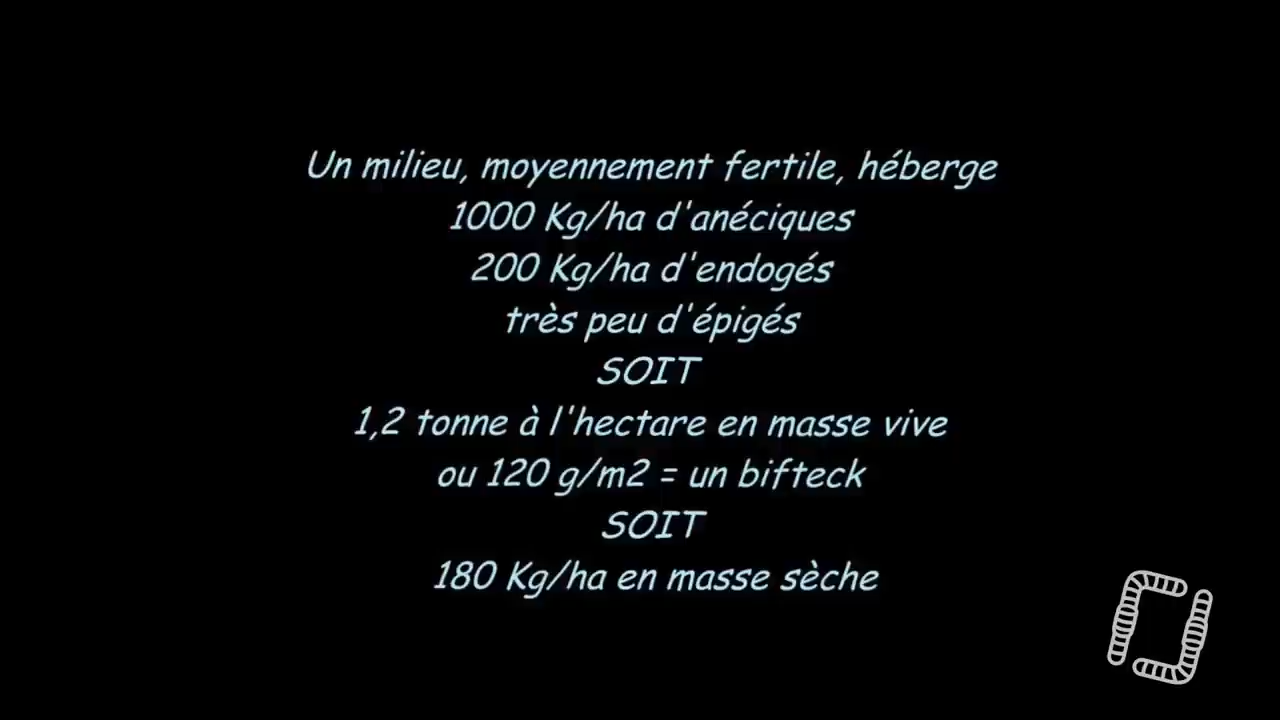 Un milieu, moyennement fertile, héberge
1000 Kg/ha d'anéciques
200 Kg/ha d'endogés
très peu d'épigés
SOIT
1,2 tonne à l'hectare en masse vive
ou 120 g/m2 = un bifteck
SOIT
180 Kg/ha en masse sèche